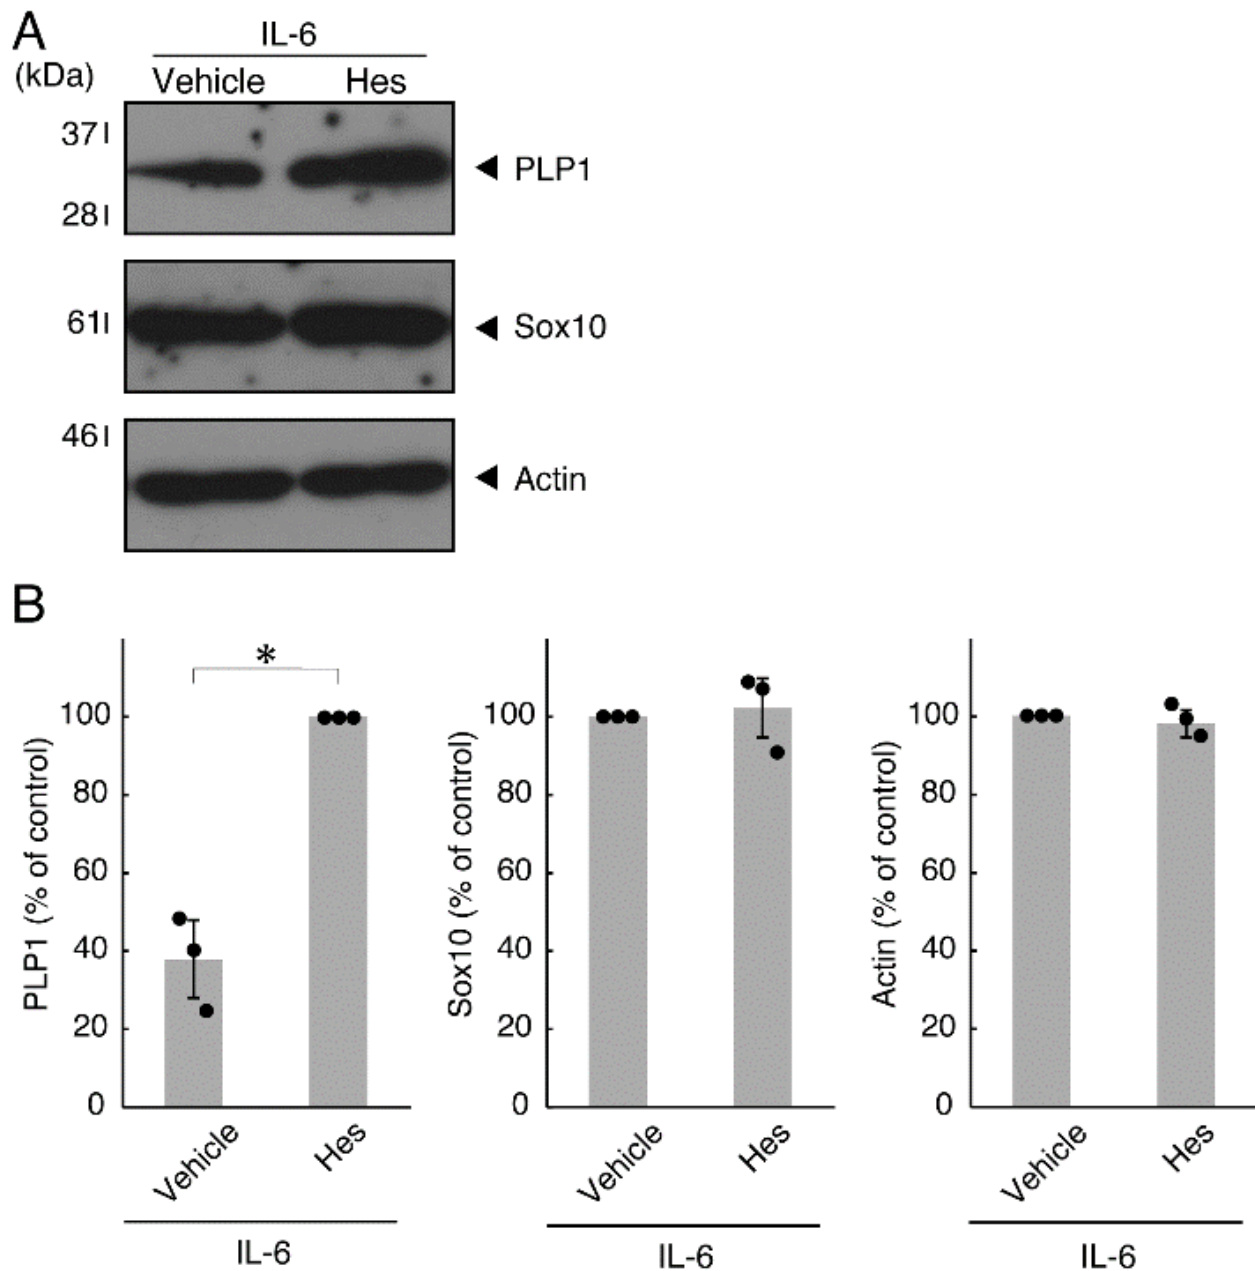 A
IL-6
(kDa)
Vehicle Hes
37
PLP1
28
61
Sox10
46
Actin
B
*
PLP1 (% of control)
100
80
60
40
20
0
Vehicle
Hes
IL-6
Sox10 (% of control)
100
80
60
40
20
0
Vehicle
Hes
IL-6
Actin (% of control)
100
80
60
40
20
0
Vehicle
Hes
IL-6